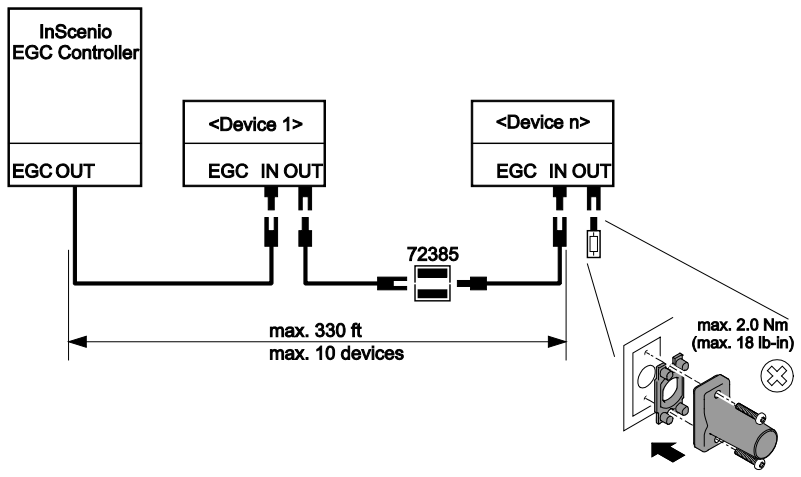 InScenio
EGC Controller
EGC OUT
<Device 1>
EGC IN OUT
<Device n>
EGC IN OUT
72385
max. 330 ft
max. 10 devices
max. 2.0 Nm
(max. 18 lb-in)